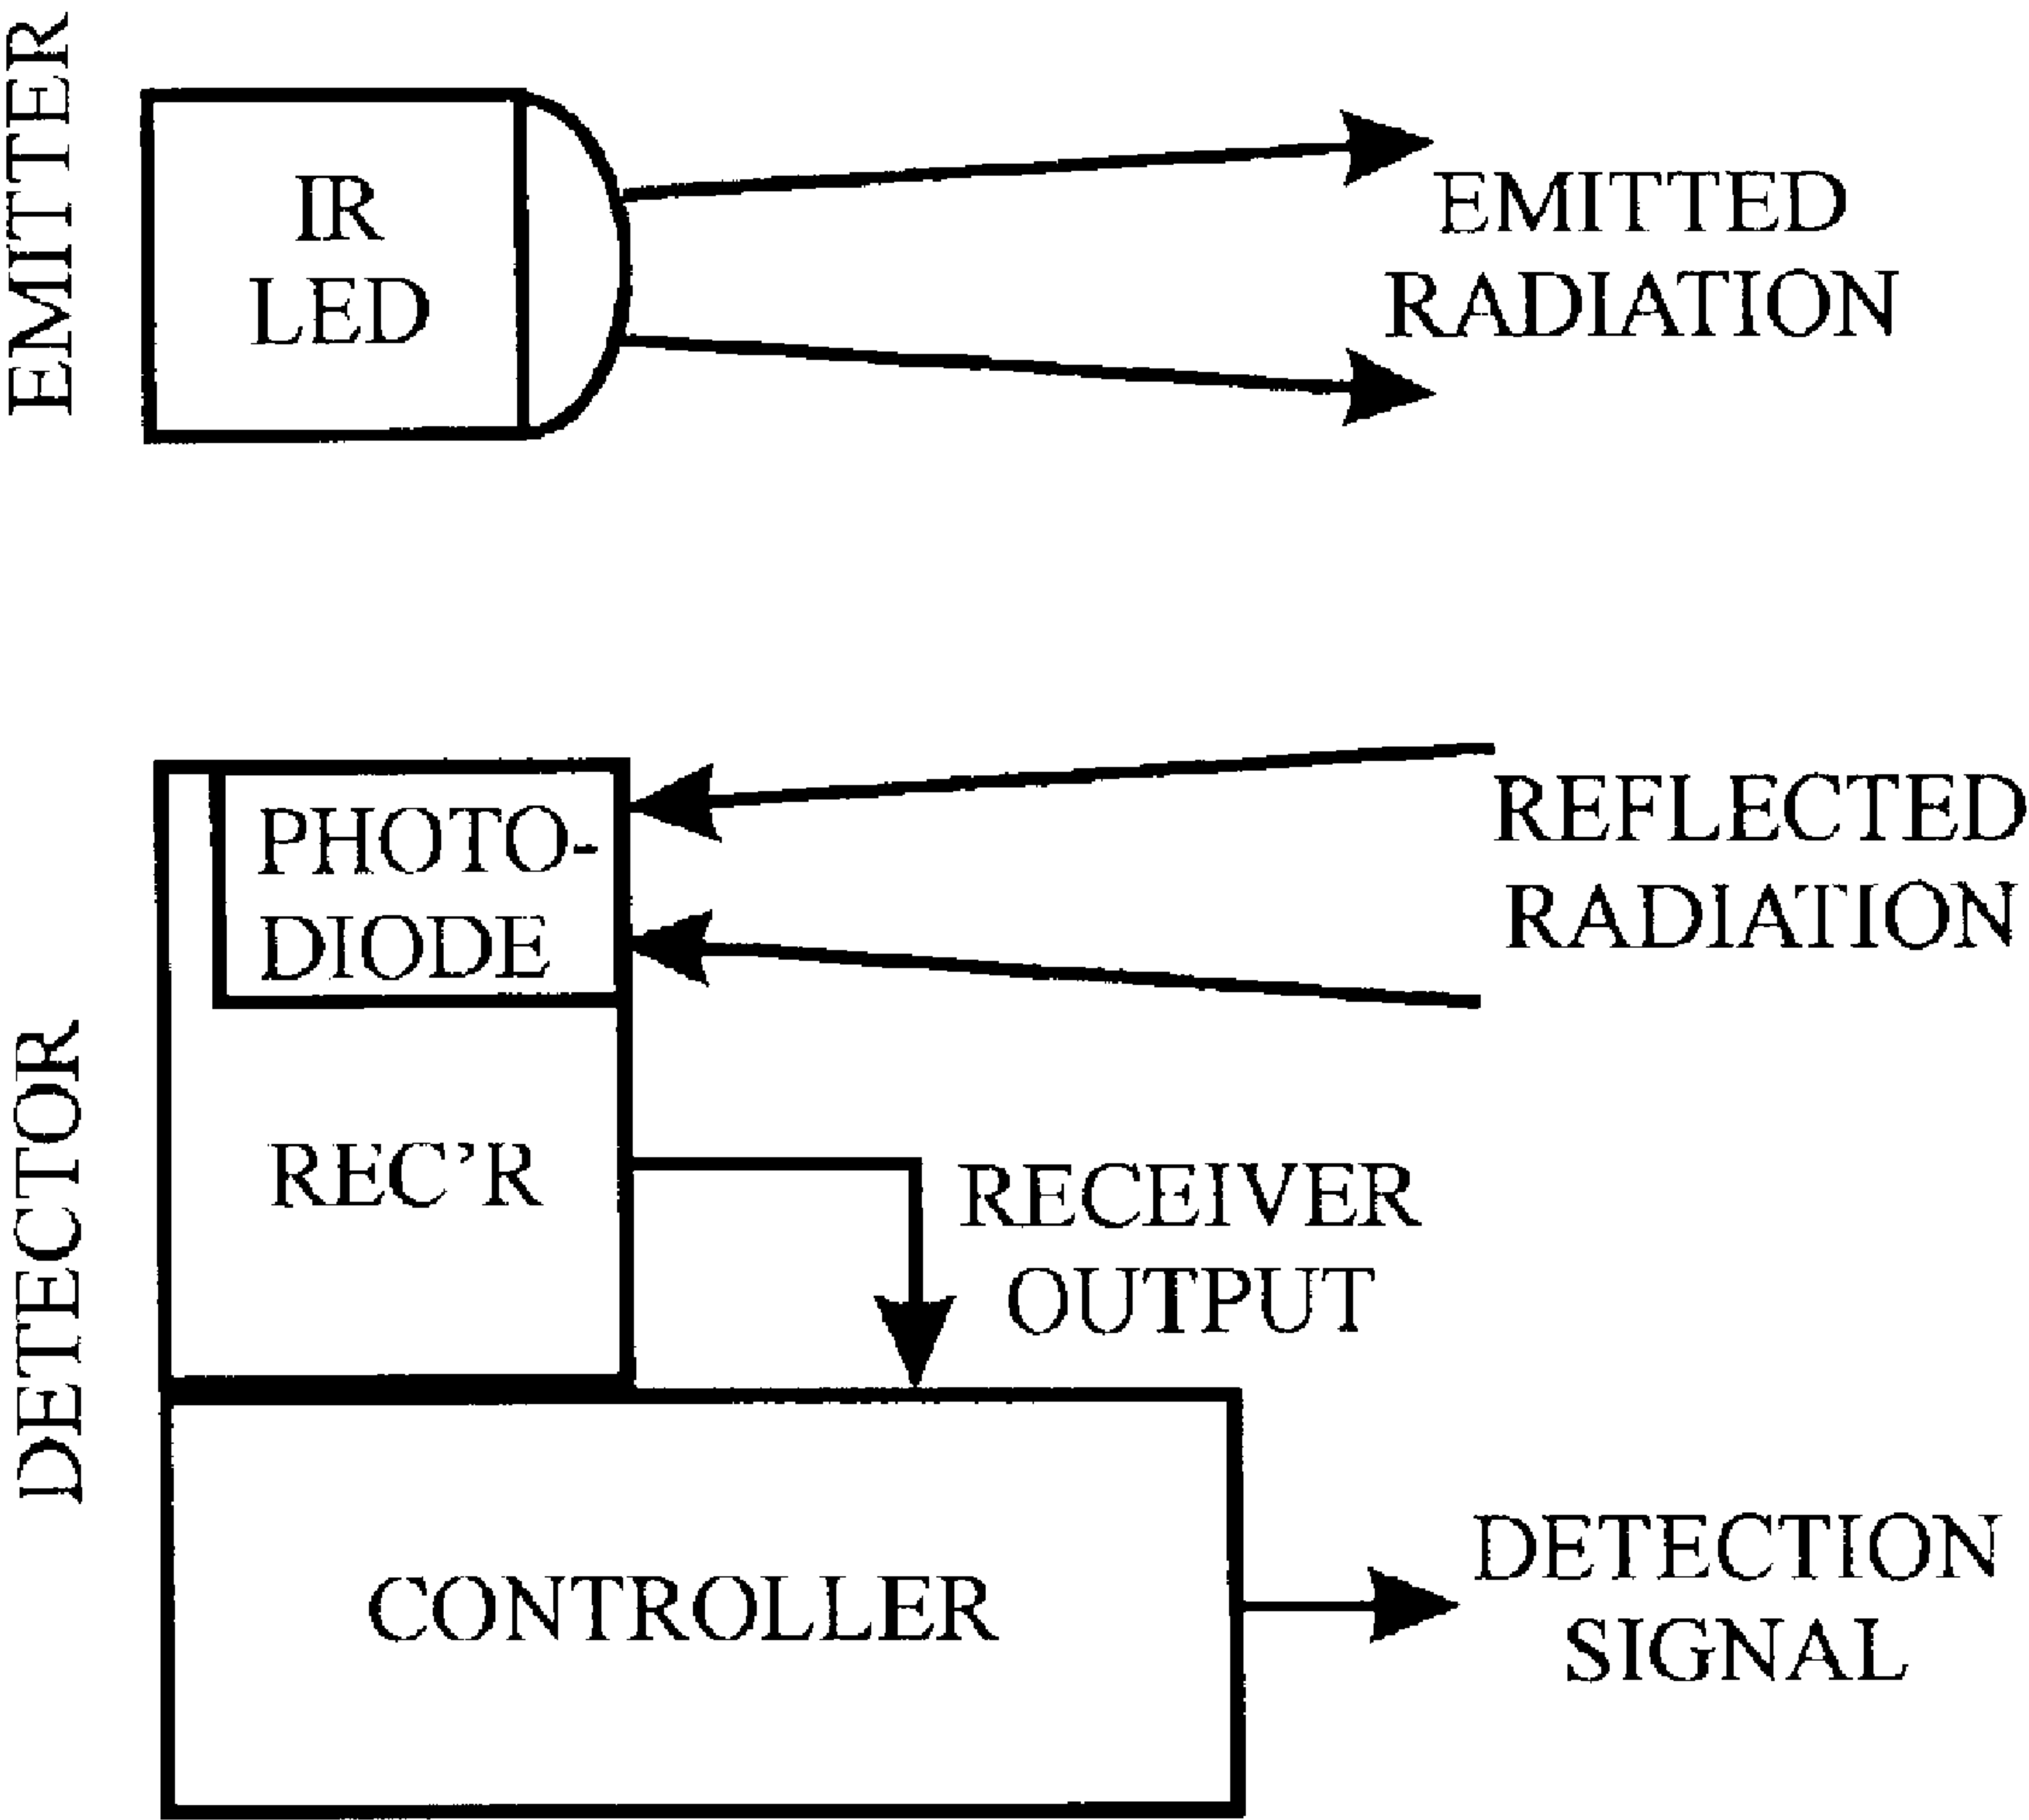 EMITTER
IR
LED
EMITTED
RADIATION
DETECTOR
PHOTO-
DIODE
REFLECTED
RADIATION
REC'R
RECEIVER
OUTPUT
CONTROLLER
DETECTION
SIGNAL